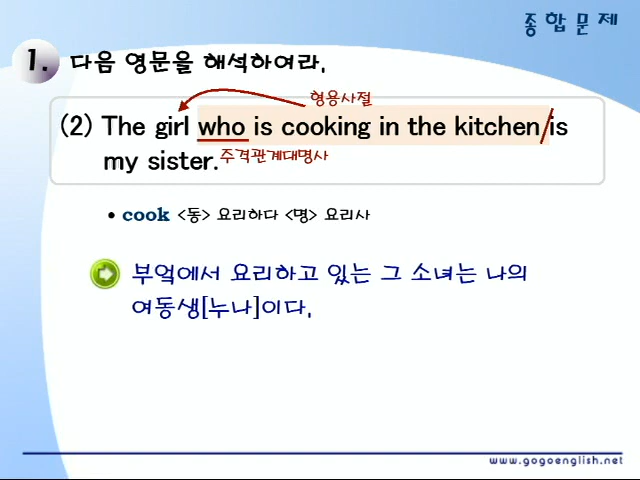 종합문제
1. 다음 영문을 해석하여라.
형용사절
(2) The girl who is cooking in the kitchen/is
my sister. 주격관계대명사
• cook <동> 요리하다 <명> 요리사
부엌에서 요리하고 있는 그 소녀는 나의
여동생[누나]이다.
www.gogoenglish.net